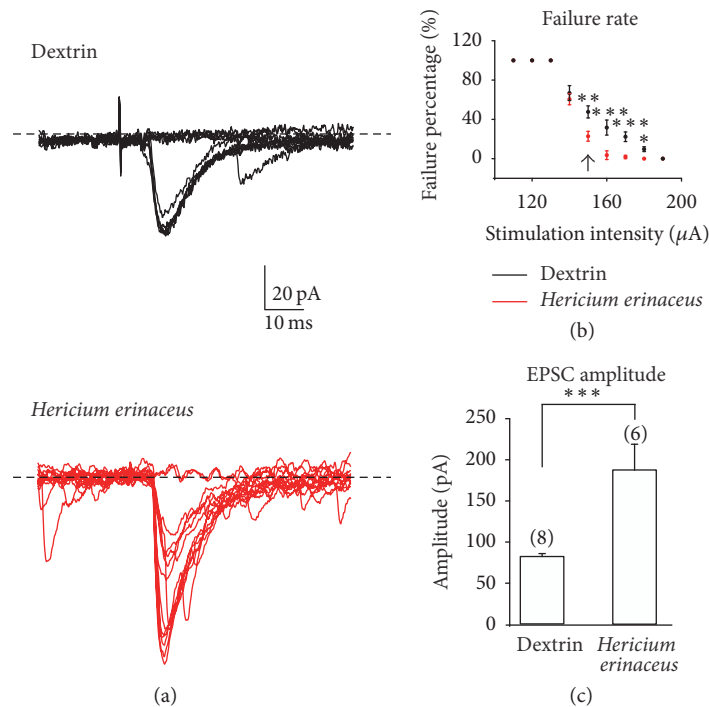 Dextrin
20 pA
10 ms
Hericium erinaceus
(a)
Failure rate
Failure percentage (%)
120
80
40
0
**
***
***
*
120
160
200
Stimulation intensity (μA)
Dextrin
Hericium erinaceus
(b)
EPSC amplitude
***
Amplitude (pA)
250
200
150
100
50
0
(8)
(6)
Dextrin
Hericium
erinaceus
(c)